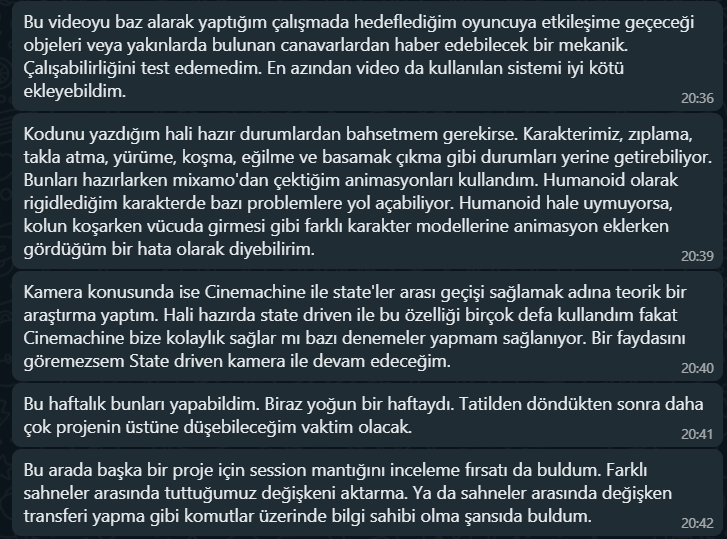 Bu videoyu baz alarak yaptığım çalışmada hedeflediğim oyuncuya etkileşime geçeceği
objeleri veya yakınlarda bulunan canavarlardan haber edebilecek bir mekanik.
Çalışabilirliğini test edemedim. En azından video da kullanılan sistemi iyi kötü
ekleyebildim.
20:36
Kodunu yazdığım hali hazır durumlardan bahsetmem gerekirse. Karakterimiz, zıplama,
takla atma, yürüme, koşma, eğilme ve basamak çıkma gibi durumları yerine getirebiliyor.
Bunları hazırlarken mixamo'dan çektiğim animasyonları kullandım. Humanoid olarak
rigidlediğim karakterde bazı problemlere yol açabiliyor. Humanoid hale uymuyorsa,
kolun koşarken vücuda girmesi gibi farklı karakter modellerine animasyon eklerken
gördüğüm bir hata olarak diyebilirim.
20:39
Kamera konusunda ise Cinemachine ile state'ler arası geçişi sağlamak adına teorik bir
araştırma yaptım. Hali hazırda state driven ile bu özelliği birçok defa kullandım fakat
Cinemachine bize kolaylık sağlar mı bazı denemeler yapmam sağlanıyor. Bir faydasını
göremezsem State driven kamera ile devam edeceğim.
20:40
Bu haftalık bunları yapabildim. Biraz yoğun bir haftaydı. Tatilden döndükten sonra daha
çok projenin üstüne düşebileceğim vaktim olacak.
20:41
Bu arada başka bir proje için session mantığını inceleme fırsatı da buldum. Farklı
sahneler arasında tuttuğumuz değişkeni aktarma. Ya da sahneler arasında değişken
transferi yapma gibi komutlar üzerinde bilgi sahibi olma şansıda buldum.
20:42